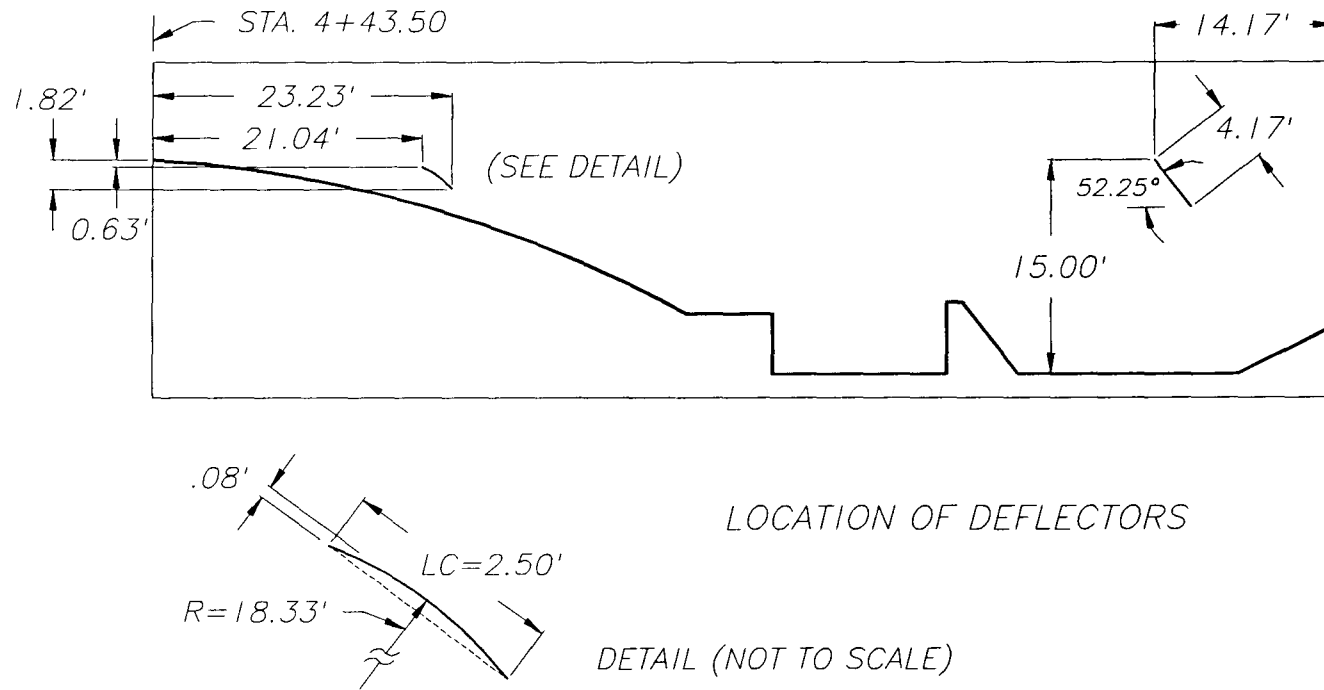 STA. 4+43.50
14.17'
1.82'
23.23'
21.04'
4.17'
(SEE DETAIL)
52.25°
0.63'
15.00'
.08'
LOCATION OF DEFLECTORS
LC=2.50'
R=18.33'
DETAIL (NOT TO SCALE)